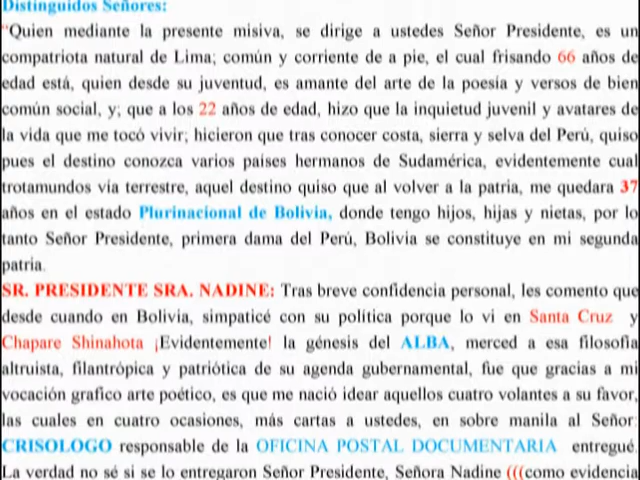 Distinguidos Señores:
"Quien mediante la presente misiva, se dirige a ustedes Señor Presidente, es un
compatriota natural de Lima; común y corriente de a pie, el cual frisando 66 años de
edad está, quien desde su juventud, es amante del arte de la poesía y versos de bien
común social, y; que a los 22 años de edad, hizo que la inquietud juvenil y avatares de
la vida que me tocó vivir; hicieron que tras conocer costa, sierra y selva del Perú, quiso
pues el destino conozca varios países hermanos de Sudamérica, evidentemente cual
trotamundos vía terrestre, aquel destino quiso que al volver a la patria, me quedara 37
años en el estado Plurinacional de Bolivia, donde tengo hijos, hijas y nietas, por lo
tanto Señor Presidente, primera dama del Perú, Bolivia se constituye en mi segunda
patria.
SR. PRESIDENTE SRA. NADINE: Tras breve confidencia personal, les comento que
desde cuando en Bolivia, simpaticé con su política porque lo vi en Santa Cruz y
Chapare Shinahota ¡Evidentemente! la génesis del ALBA, merced a esa filosofía
altruista, filantrópica y patriótica de su agenda gubernamental, fue que gracias a mi
vocación grafico arte poético, es que me nació idear aquellos cuatro volantes a su favor,
las cuales en cuatro ocasiones, más cartas a ustedes, en sobre manila al Señor.
CRISOLOGO responsable de la OFICINA POSTAL DOCUMENTARIA entregué.
La verdad no sé si se lo entregaron Señor Presidente, Señora Nadine (((como evidencia